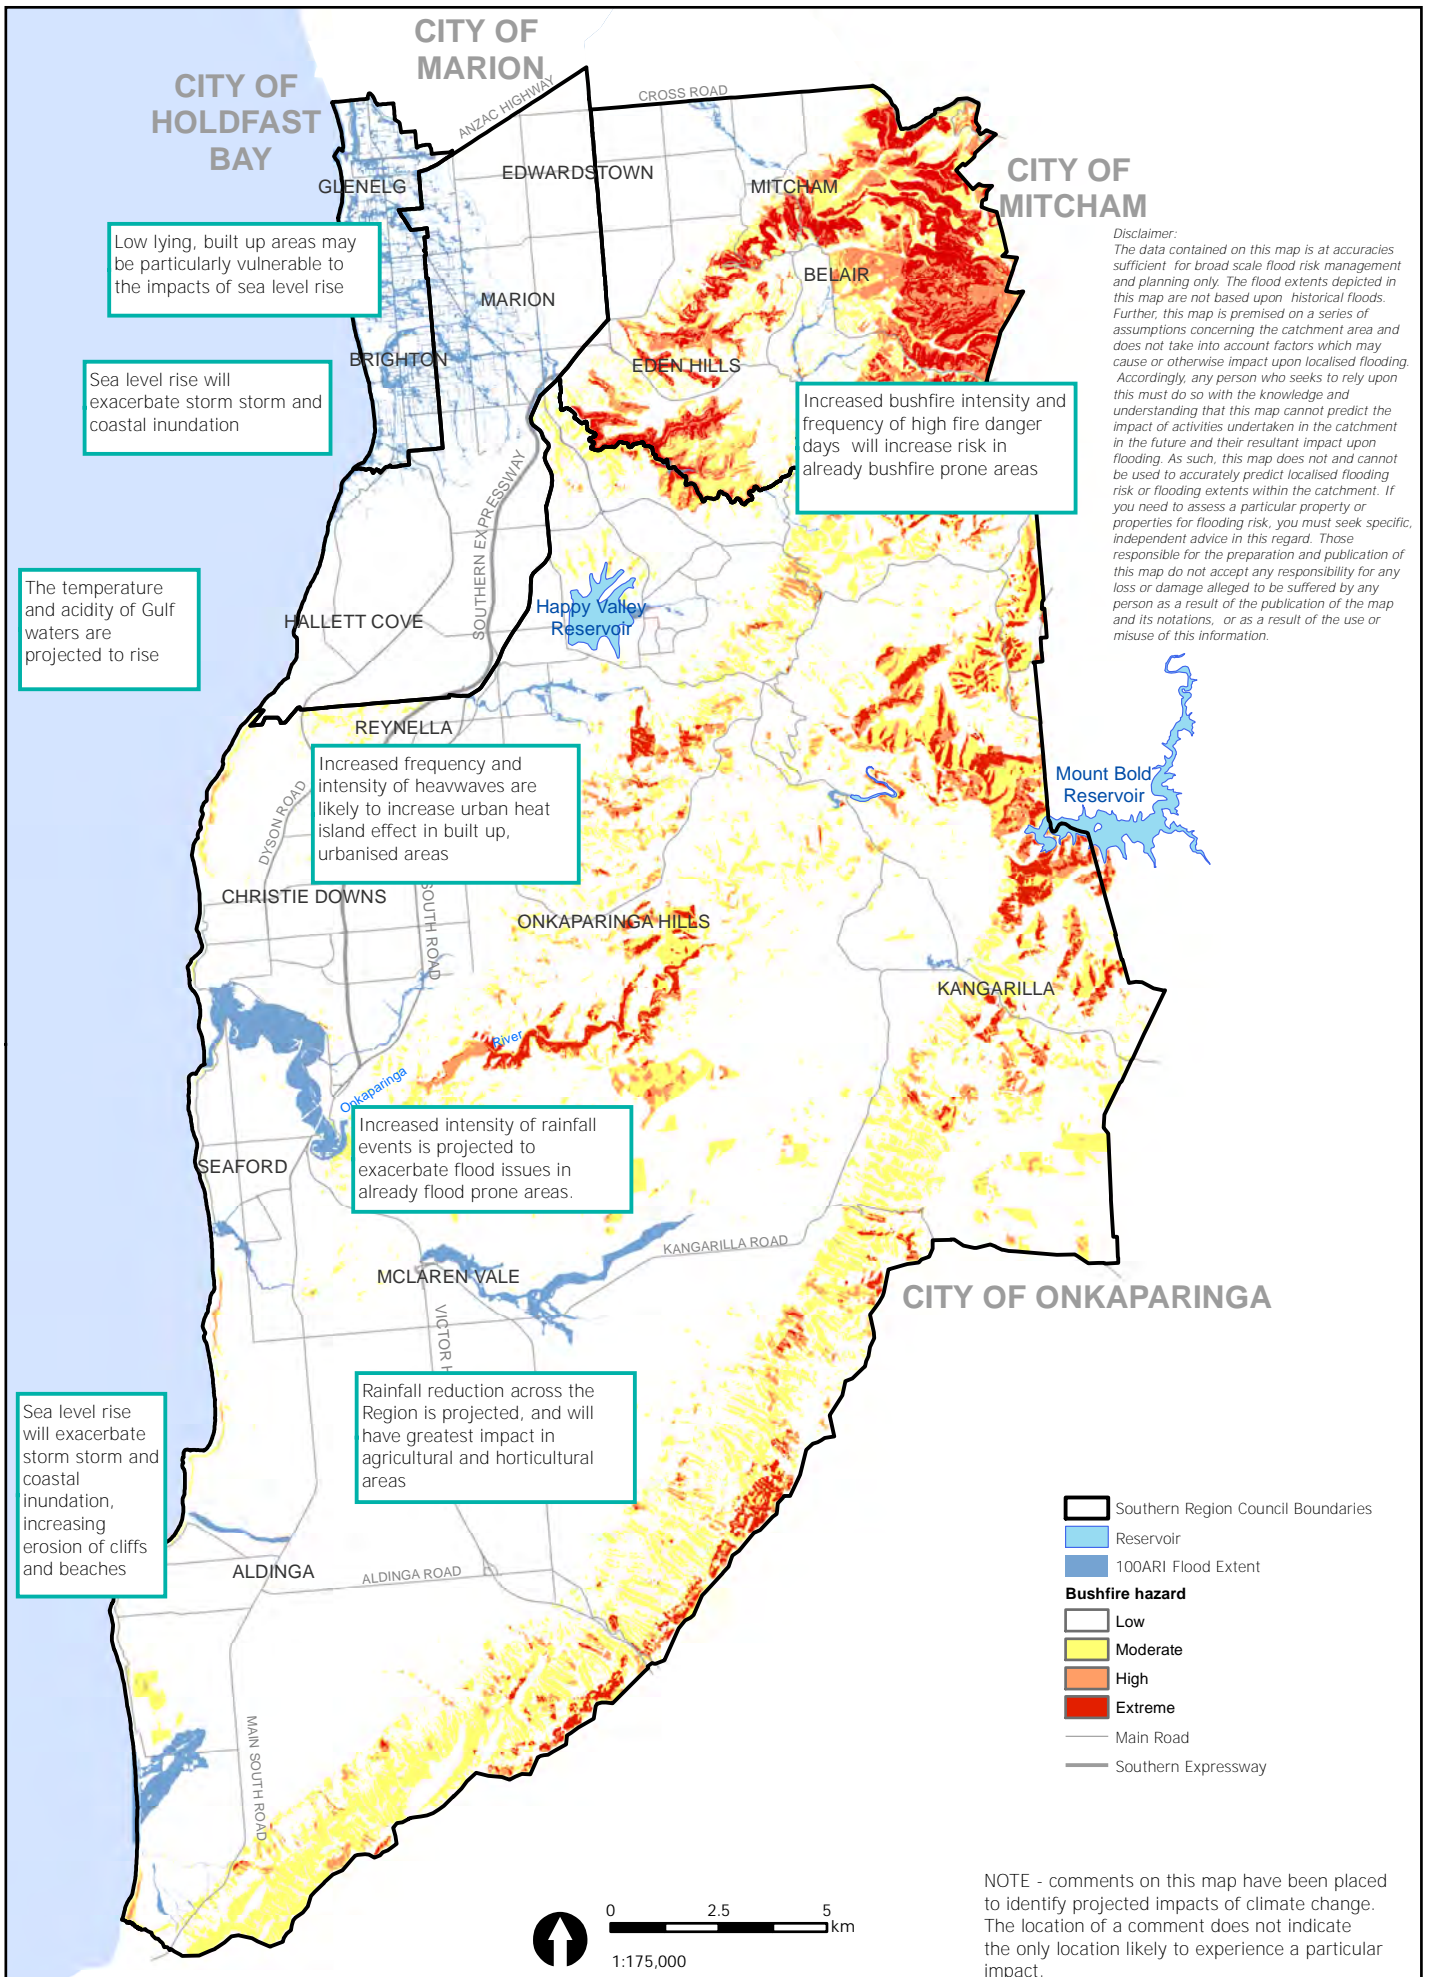 CITY OF
MARION
CITY OF
HOLDFAST
BAY
ANZAC HIGHWAY
CROSS ROAD
EDWARDSTOWN
GLENELG
MITCHAM
CITY OF
MITCHAM
Low lying, built up areas may
be particularly vulnerable to
the impacts of sea level rise
MARION
BELAIR
BRIGHTON
EDEN HILLS
Sea level rise will
exacerbate storm storm and
coastal inundation
Increased bushfire intensity and
frequency of high fire danger
days will increase risk in
already bushfire prone areas
Disclaimer:
The data contained on this map is at accuracies
sufficient for broad scale flood risk management
and planning only. The flood extents depicted in
this map are not based upon historical floods.
Further, this map is premised on a series of
assumptions concerning the catchment area and
does not take into account factors which may
cause or otherwise impact upon localised flooding.
Accordingly, any person who seeks to rely upon
this must do so with the knowledge and
understanding that this map cannot predict the
impact of activities undertaken in the catchment
in the future and their resultant impact upon
flooding. As such, this map does not and cannot
be used to accurately predict localised flooding
risk or flooding extents within the catchment. If
you need to assess a particular property or
properties for flooding risk, you must seek specific,
independent advice in this regard. Those
responsible for the preparation and publication of
this map do not accept any responsibility for any
loss or damage alleged to be suffered by any
person as a result of the publication of the map
and its notations, or as a result of the use or
misuse of this information.
SOUTHERN EXPRESSWAY
The temperature
and acidity of Gulf
waters are
projected to rise
HALLETT COVE
Happy Valley
Reservoir
REYNELLA
Increased frequency and
intensity of heavwaves are
likely to increase urban heat
island effect in built up,
urbanised areas
DYSON ROAD
Mount Bold
Reservoir
CHRISTIE DOWNS
SOUTH ROAD
ONKAPARINGA HILLS
KANGARILLA
River
Onkaparinga
Increased intensity of rainfall
events is projected to
exacerbate flood issues in
already flood prone areas.
SEAFORD
KANGARILLA ROAD
MCLAREN VALE
CITY OF ONKAPARINGA
VICTOR H
Rainfall reduction across the
Region is projected, and will
have greatest impact in
agricultural and horticultural
areas
Sea level rise
will exacerbate
storm storm and
coastal
inundation,
increasing
erosion of cliffs
and beaches
ALDINGA
ALDINGA ROAD
MAIN SOUTH ROAD
Southern Region Council Boundaries
Reservoir
100ARI Flood Extent
Bushfire hazard
Low
Moderate
High
Extreme
Main Road
Southern Expressway
0 2.5 5
km
1:175,000
NOTE - comments on this map have been placed
to identify projected impacts of climate change.
The location of a comment does not indicate
the only location likely to experience a particular
impact.